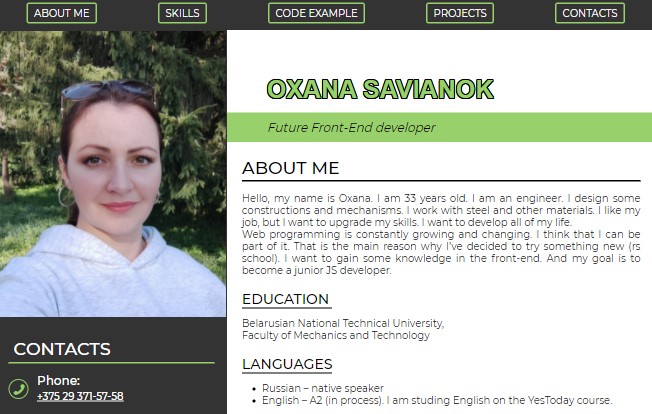 ABOUT ME
SKILLS
CODE EXAMPLE
PROJECTS
CONTACTS
OXANA SAVIANOK
Future Front-End developer
ABOUT ME
Hello, my name is Oxana. I am 33 years old. I am an engineer. I design some
constructions and mechanisms. I work with steel and other materials. I like my
job, but I want to upgrade my skills. I want to develop all of my life.
Web programming is constantly growing and changing. I think that I can be
part of it. That is the main reason why I've decided to try something new (rs
school). I want to gain some knowledge in the front-end. And my goal is to
become a junior JS developer.
EDUCATION
Belarusian National Technical University,
Faculty of Mechanics and Technology
LANGUAGES
• Russian – native speaker
• English – A2 (in process). I am studing English on the YesToday course.
CONTACTS
Phone:
+375 29 371-57-58